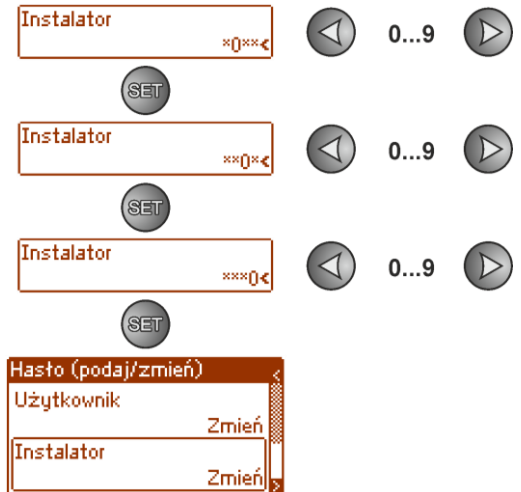 Instalator
*0**<
0...9
SET
Instalator
**0*<
0...9
SET
Instalator
***0<
0...9
SET
Hasło (podaj/zmień)
Użytkownik
Zmień
Instalator
Zmień